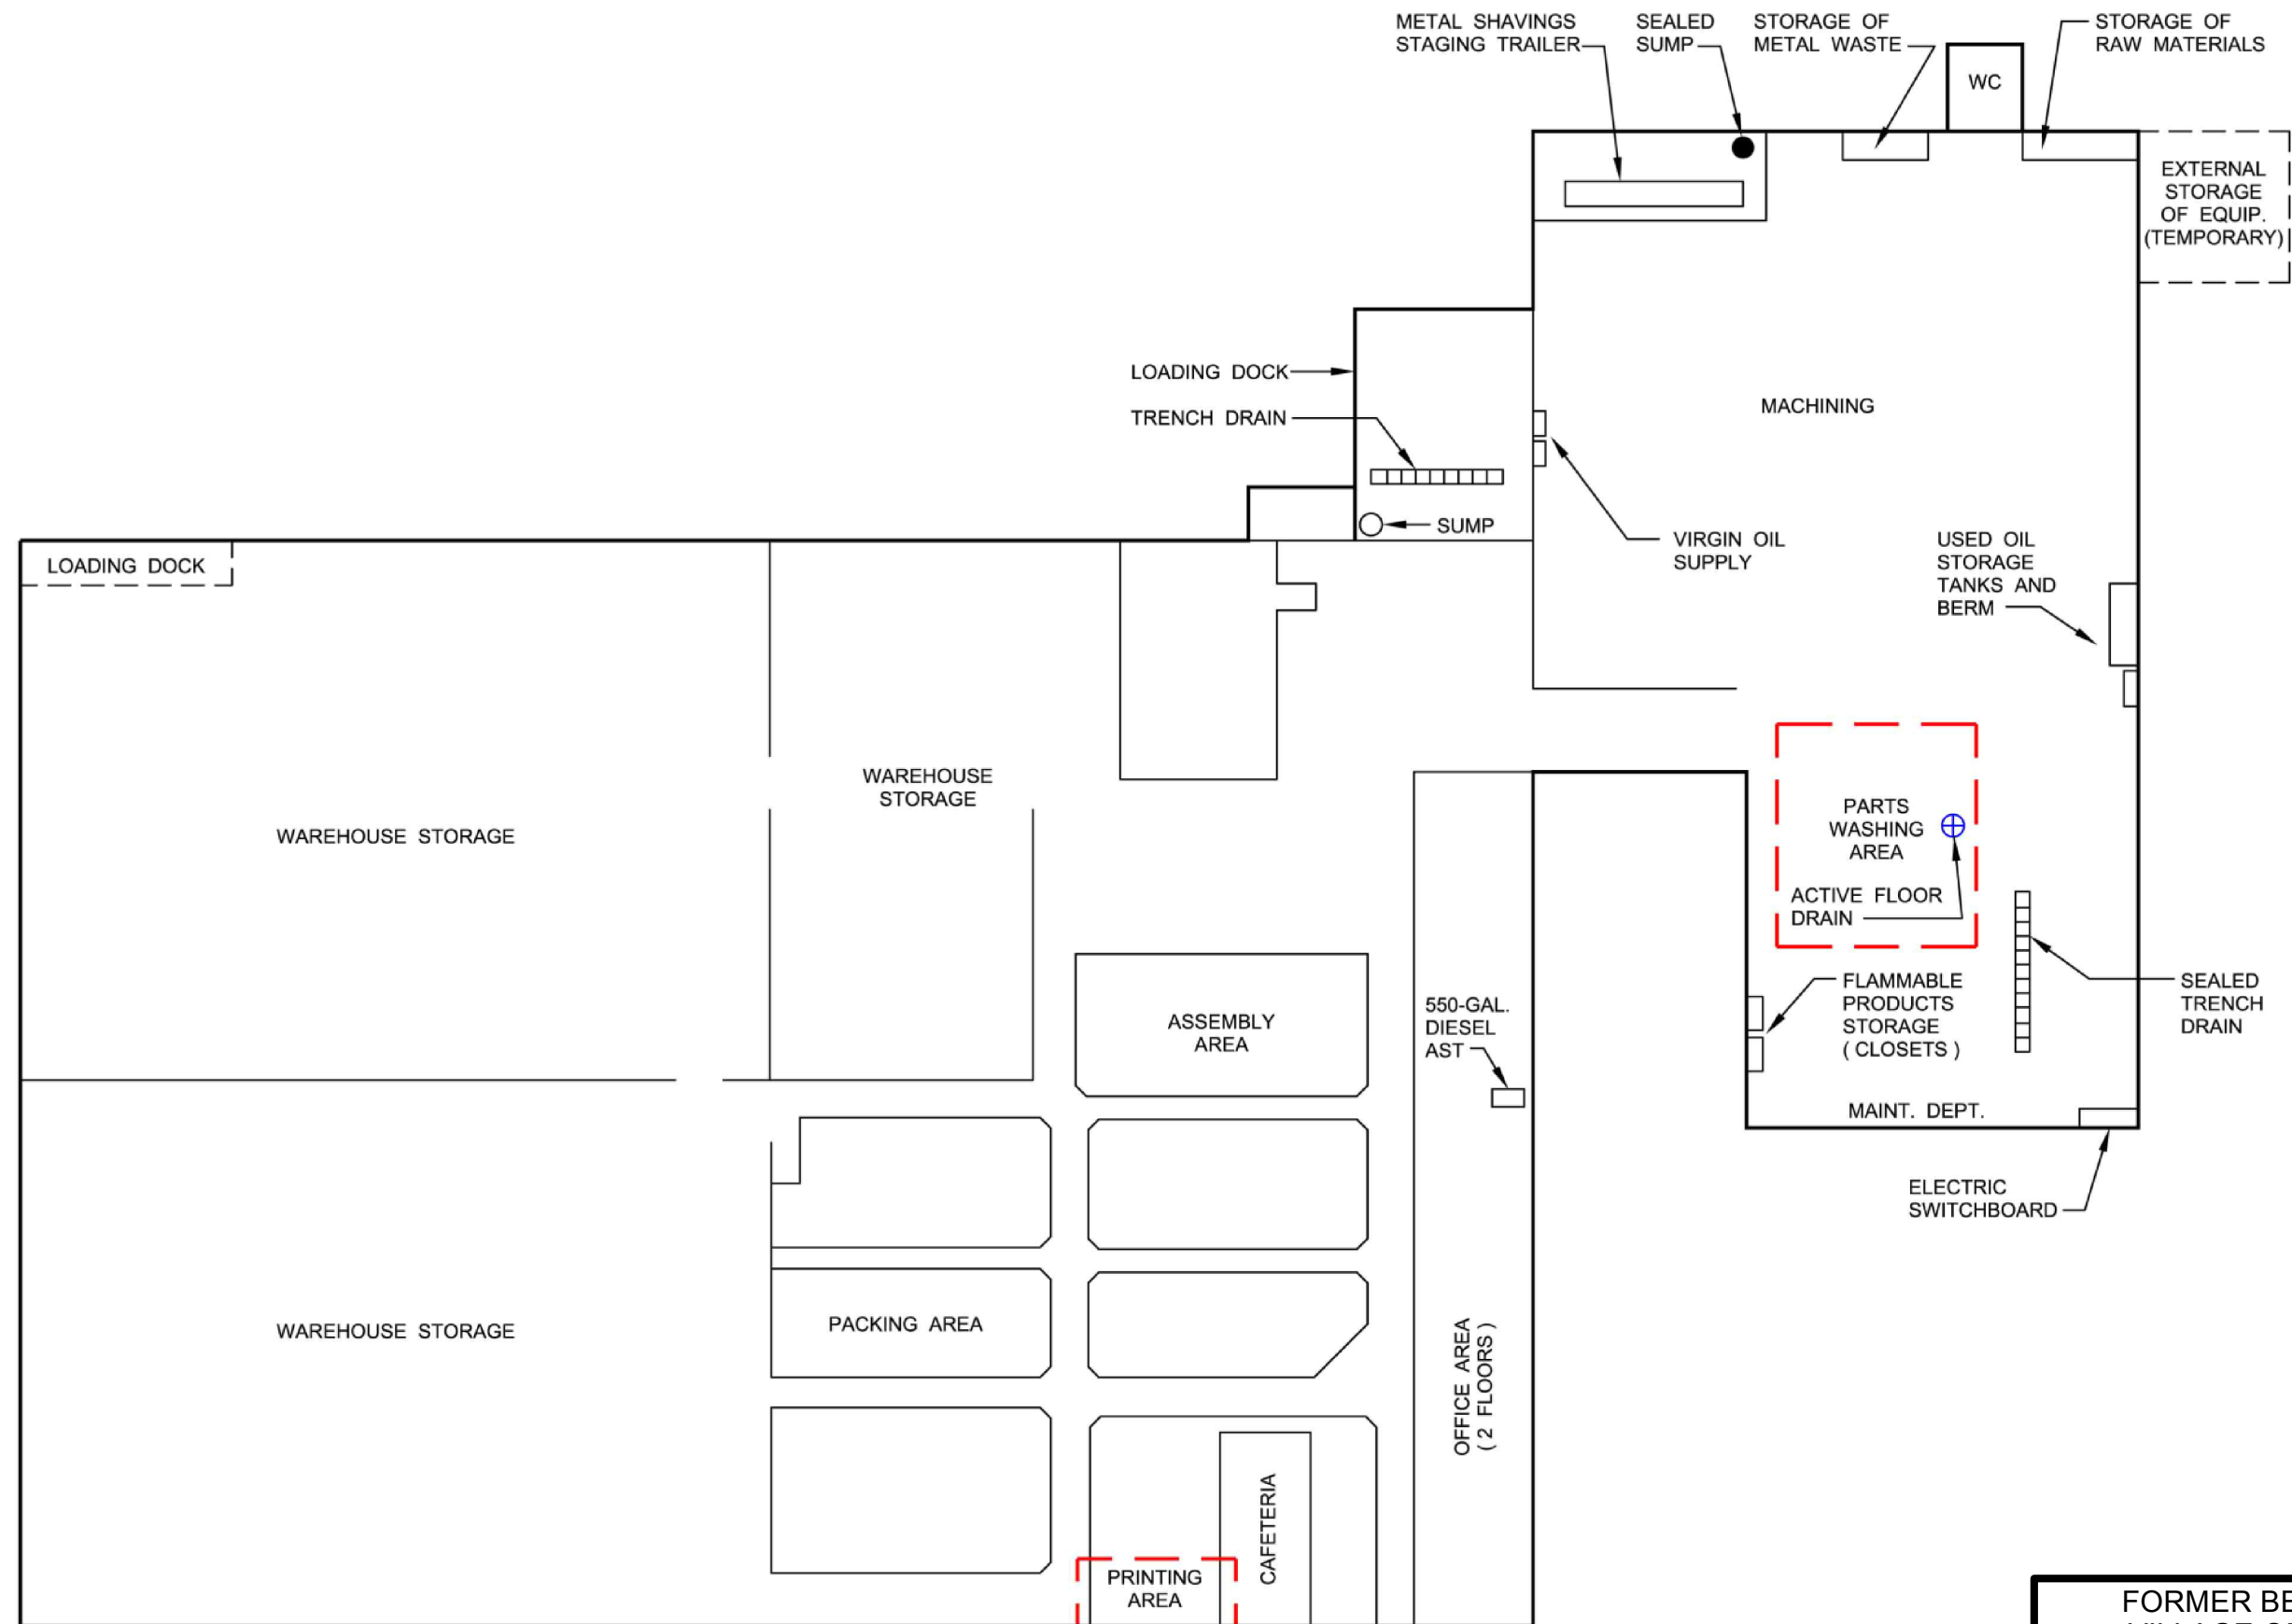 METAL SHAVINGS
STAGING TRAILER
SEALED
SUMP
STORAGE OF
METAL WASTE
STORAGE OF
RAW MATERIALS
WC
EXTERNAL
STORAGE
OF EQUIP.
(TEMPORARY)
LOADING DOCK
TRENCH DRAIN
MACHINING
SUMP
VIRGIN OIL
SUPPLY
USED OIL
STORAGE
TANKS AND
BERM
LOADING DOCK
WAREHOUSE
STORAGE
WAREHOUSE STORAGE
PARTS
WASHING
AREA
ACTIVE FLOOR
DRAIN
FLAMMABLE
PRODUCTS
STORAGE
( CLOSETS )
SEALED
TRENCH
DRAIN
ASSEMBLY
AREA
550-GAL.
DIESEL
AST
MAINT. DEPT.
ELECTRIC
SWITCHBOARD
WAREHOUSE STORAGE
PACKING AREA
OFFICE AREA
( 2 FLOORS )
CAFETERIA
PRINTING
AREA
FORMER